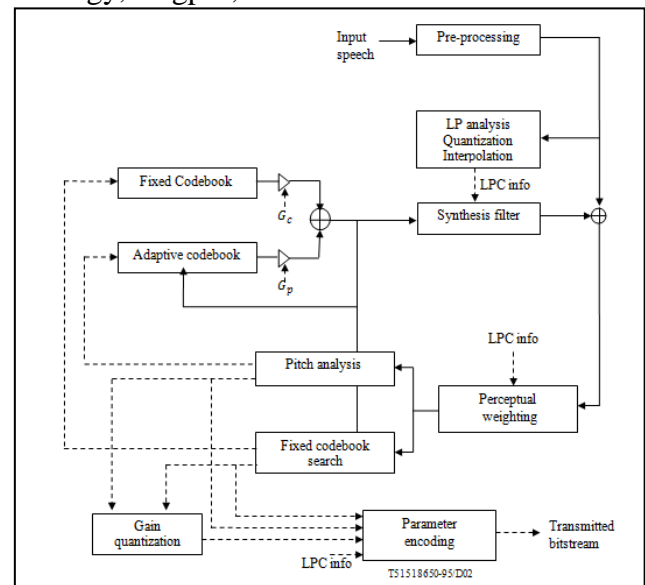 Input
speech
Pre-processing
LP analysis
Quantization
Interpolation
LPC info
Fixed Codebook
G_c
Synthesis filter
Adaptive codebook
G_p
LPC info
Pitch analysis
Perceptual
weighting
Fixed codebook
search
Gain
quantization
Parameter
encoding
Transmitted
bitstream
LPC info
T51518650-95/D02